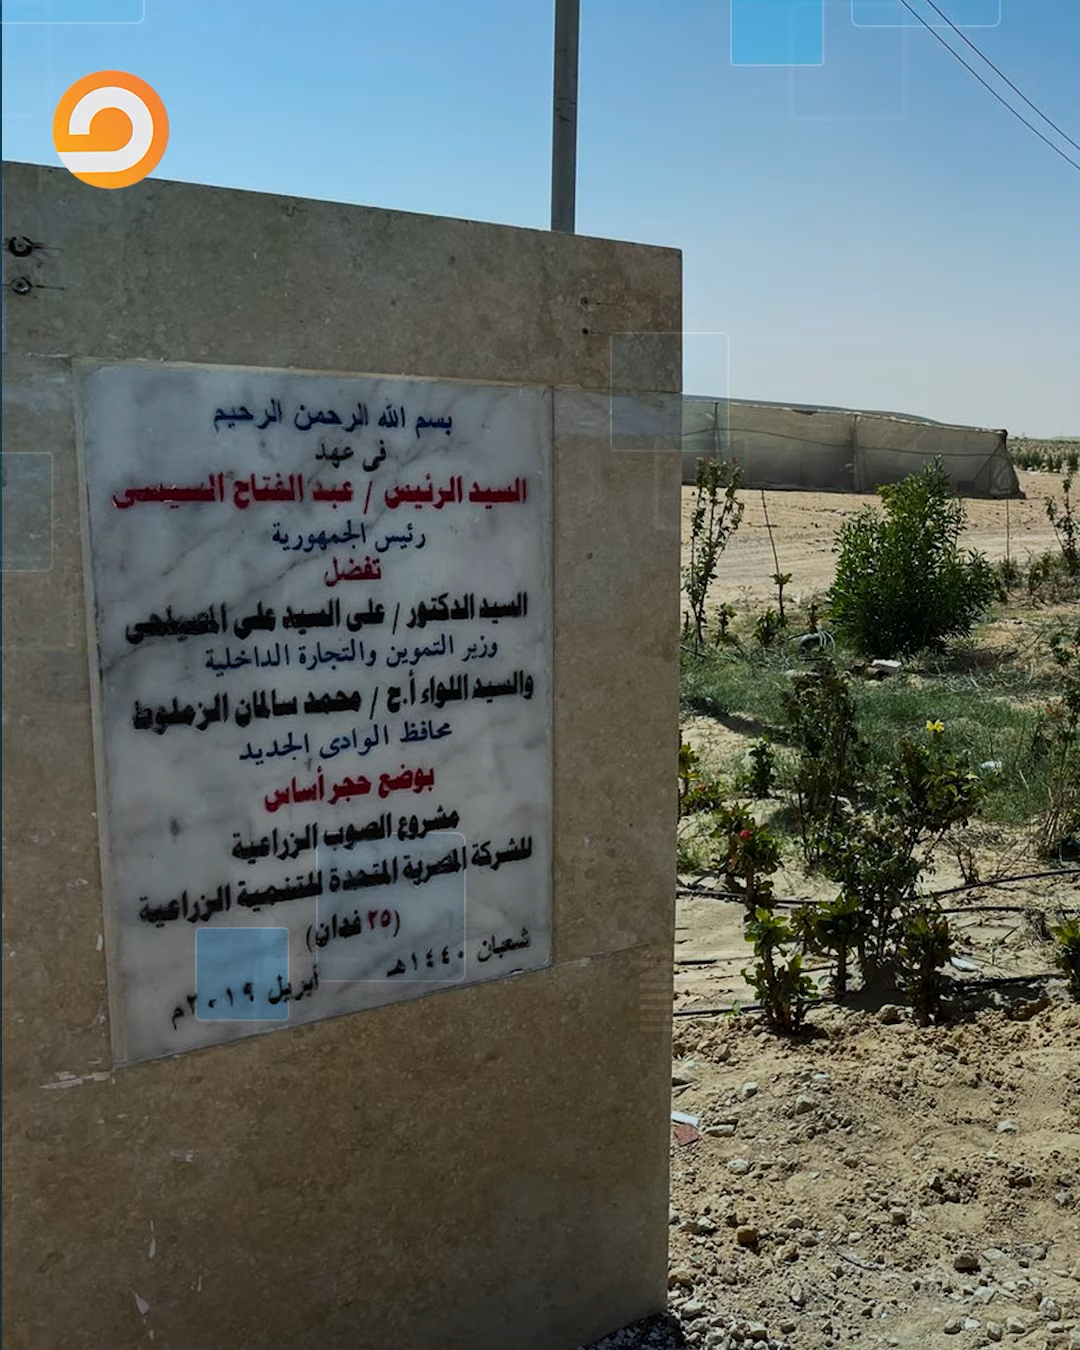 بسم الله الرحمن الرحيم
فى عهد
السيد الرئيس / عبد الفتاح السيسى
رئيس الجمهورية
تفضل
السيد الدكتور / على السيد على المصيلحى
وزير التموين والتجارة الداخلية
والسيد اللواء أ.ح / محمد سالمان الزملوط
محافظ الوادى الجديد
بوضع حجر أساس
مشروع الصوب الزراعية
للشركة المصرية المتحدة للتنمية الزراعية
(٢٥ فدان)
شعبان ١٤٤٠هـ أبريل ٢٠١٩م